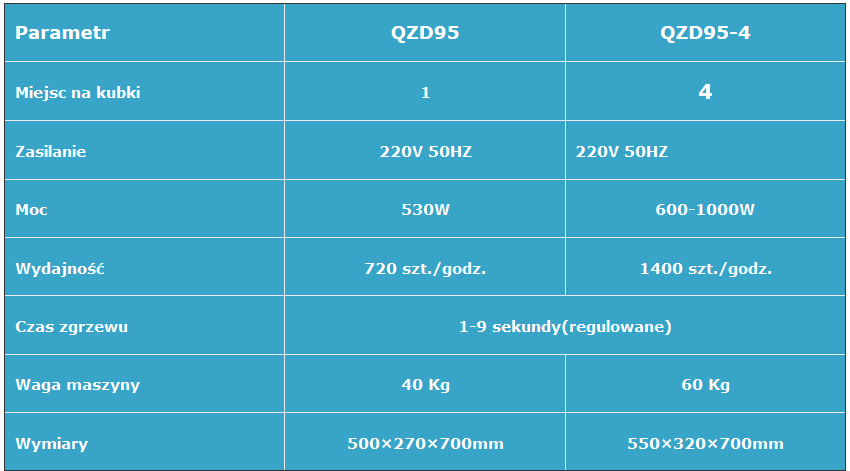 Parametr QZD95 QZD95-4
Miejsc na kubki 1 4
Zasilanie 220V 50HZ 220V 50HZ
Moc 530W 600-1000W
Wydajność 720 szt./godz. 1400 szt./godz.
Czas zgrzewu 1-9 sekundy(regulowane)
Waga maszyny 40 Kg 60 Kg
Wymiary 500×270×700mm 550×320×700mm